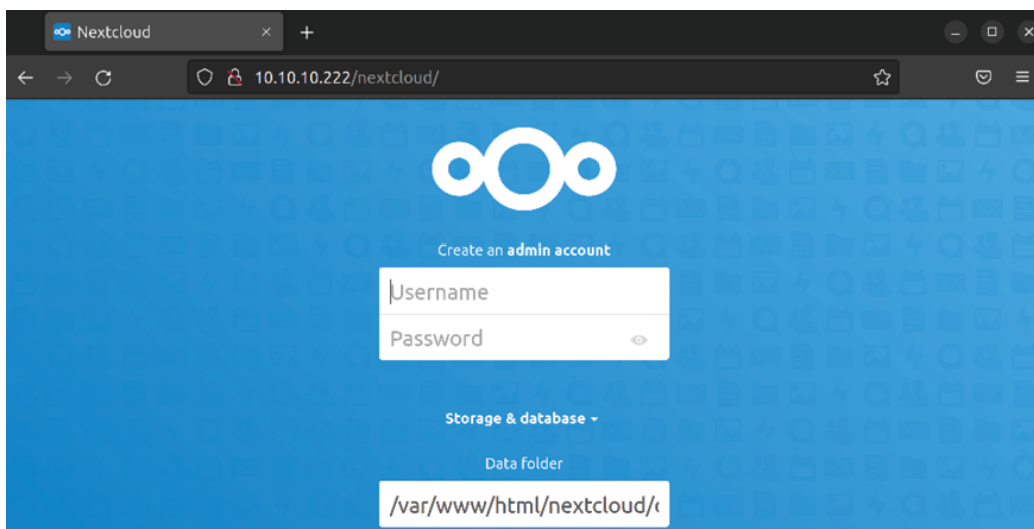 Nextcloud
10.10.10.222/nextcloud/
Create an admin account
Username
Password
Storage & database
Data folder
/var/www/html/nextcloud/